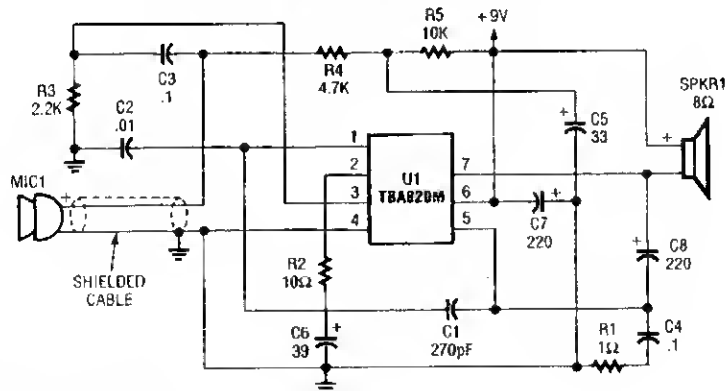 +9V
R5
10K
R4
4.7K
C3
.1
R3
2.2K
C2
.01
SPKR1
8Ω
+
+
C5
33
1
2
3
4
U1
TBA820M
7
6
5
MIC1
+
+
C7
220
+
C8
220
SHIELDED
CABLE
R2
10Ω
C6
39
+
C1
270pF
R1
1Ω
C4
.1